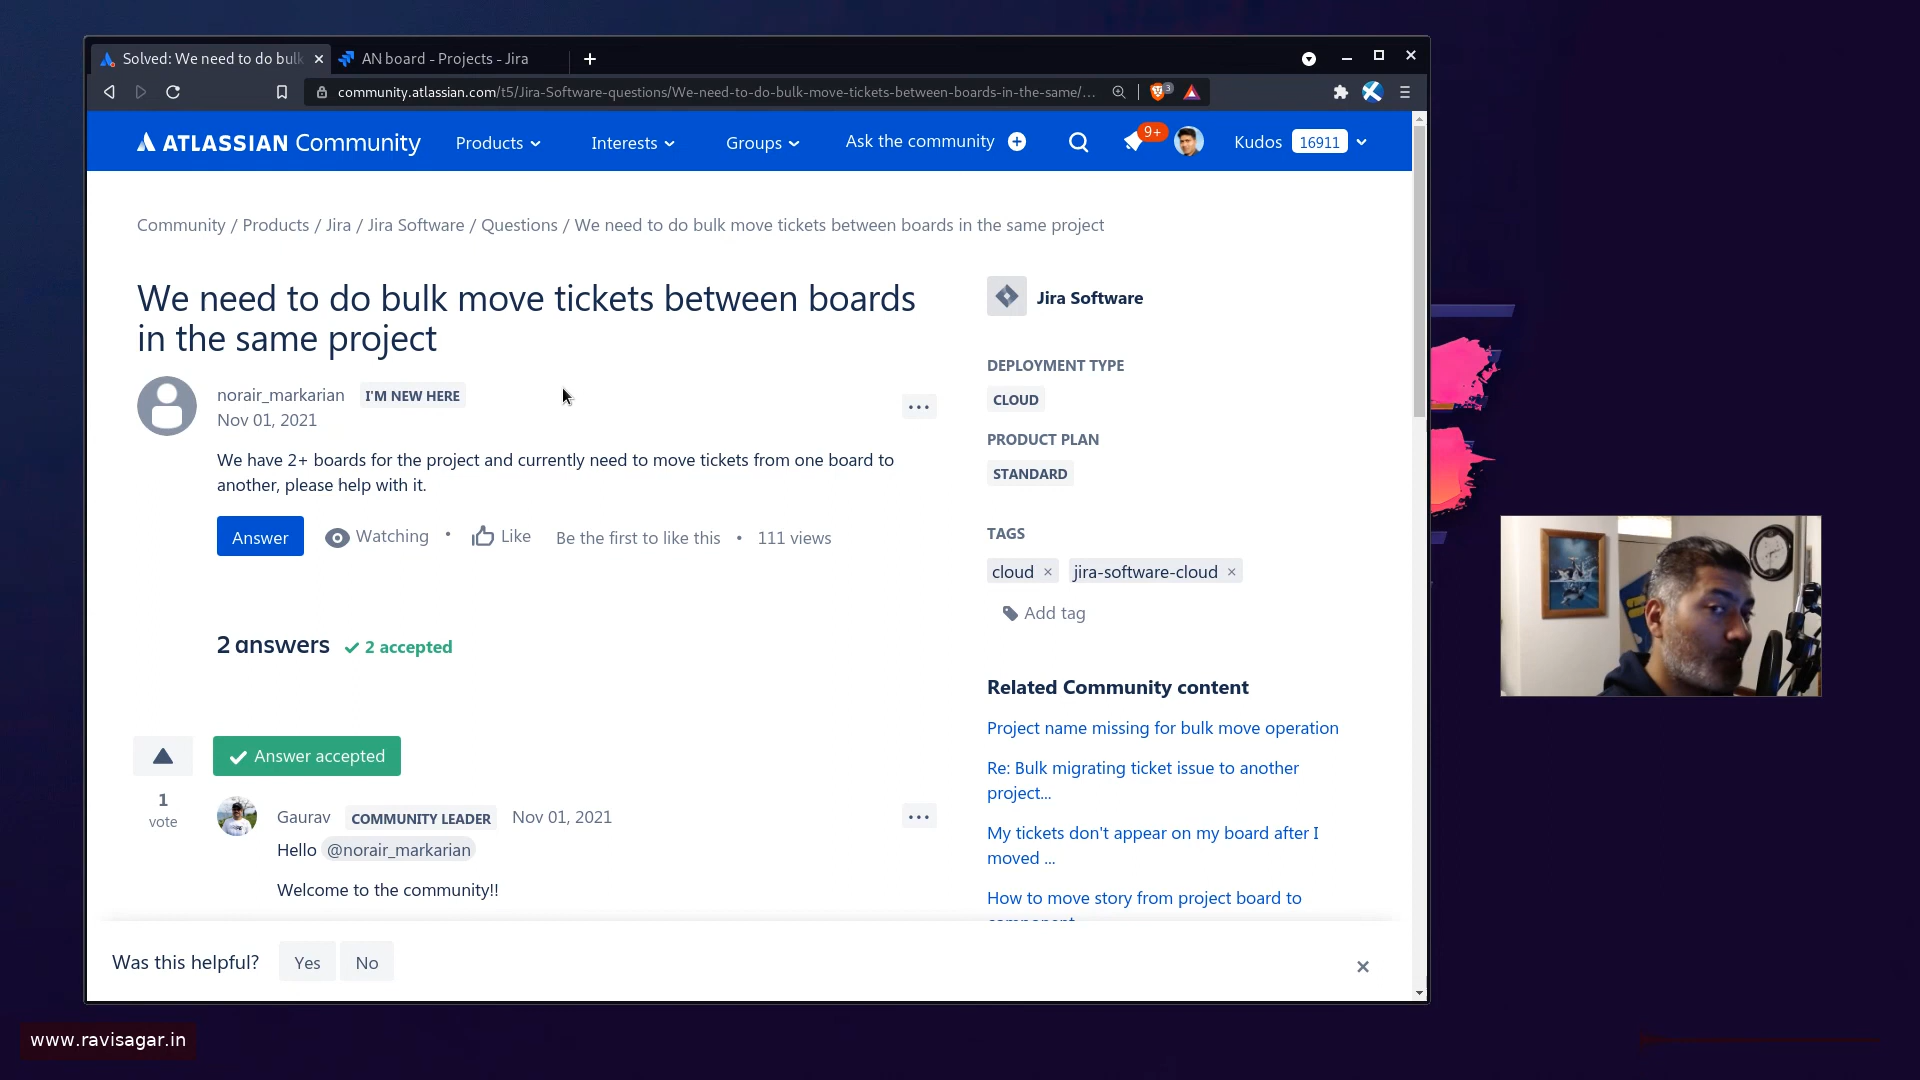 Solved: We need to do bulk
AN board - Projects - Jira
community.atlassian.com/t5/Jira-Software-questions/We-need-to-do-bulk-move-tickets-between-boards-in-the-same/...
3
ATLASSIAN Community
Products
Interests
Groups
Ask the community
9+
Kudos 16911
Community / Products / Jira / Jira Software / Questions / We need to do bulk move tickets between boards in the same project
We need to do bulk move tickets between boards
in the same project
norair_markarian I'M NEW HERE
Nov 01, 2021
We have 2+ boards for the project and currently need to move tickets from one board to
another, please help with it.
Answer
Watching • Like Be the first to like this • 111 views
2 answers 2 accepted
Answer accepted
1
vote
Gaurav COMMUNITY LEADER Nov 01, 2021
Hello @norair_markarian
Welcome to the community!!
Jira Software
DEPLOYMENT TYPE
CLOUD
PRODUCT PLAN
STANDARD
TAGS
cloud × jira-software-cloud ×
Add tag
Related Community content
Project name missing for bulk move operation
Re: Bulk migrating ticket issue to another
project...
My tickets don't appear on my board after I
moved ...
How to move story from project board to
Was this helpful? Yes No
www.ravisagar.in